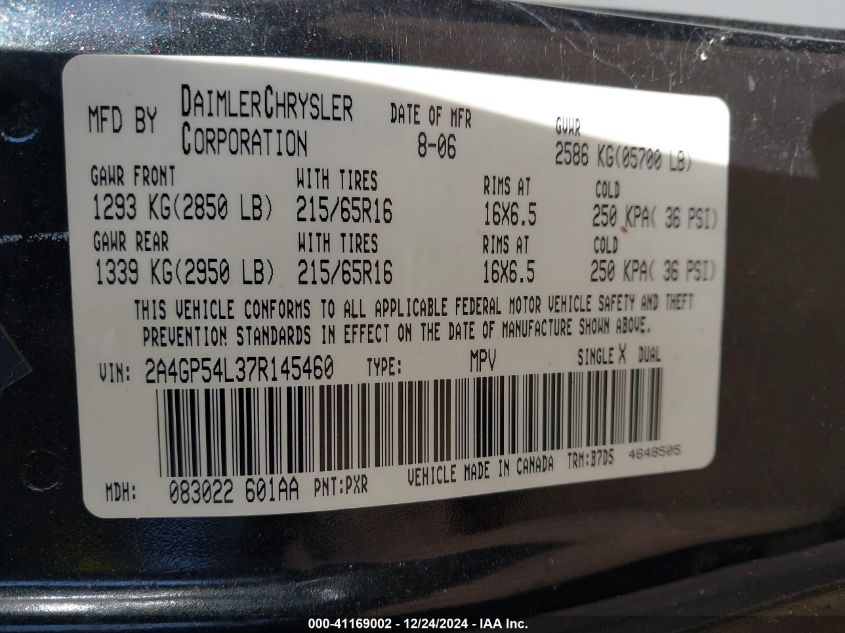 MFD BY DAIMLERCHRYSLER CORPORATION DATE OF MFR 8-06 GVWR 2586 KG(05700 LB)
GAWR FRONT WITH TIRES RIMS AT COLD
1293 KG(2850 LB) 215/65R16 16X6.5 250 KPA( 36 PSI)
GAWR REAR WITH TIRES RIMS AT COLD
1339 KG(2950 LB) 215/65R16 16X6.5 250 KPA( 36 PSI)
THIS VEHICLE CONFORMS TO ALL APPLICABLE FEDERAL MOTOR VEHICLE SAFETY AND THEFT
PREVENTION STANDARDS IN EFFECT ON THE DATE OF MANUFACTURE SHOWN ABOVE.
VIN: 2A4GP54L37R145460 TYPE: MPV SINGLE X DUAL
MDH: 083022 601AA PNT:PXR VEHICLE MADE IN CANADA TRM:B7D5 4648505
000-41169002 - 12/24/2024 - IAA Inc.